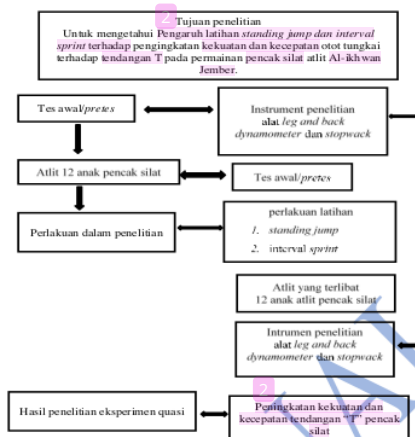 2
Tujuan penelitian
Untuk mengetahui Pengaruh latihan standing jump dan interval
sprint terhadap pengingkatan kekuatan dan kecepatan otot tungkai
terhadap tendangan T pada permainan pencak silat atlit Al-ikhwan
Jember.
Tes awal/pretes
Instrument penelitian
alat leg and back
dynamometer dan stopwack
Atlit 12 anak pencak silat
Tes awal/pretes
Perlakuan dalam penelitian
perlakuan latihan
1. standing jump
2. interval sprint
Atlit yang terlibat
12 anak atlit pencak silat
Intrumen penelitian
alat leg and back
dynamometer dan stopwack
2
Hasil penelitian eksperimen quasi
Peningkatan kekuatan dan
kecepatan tendangan "T" pencak
silat